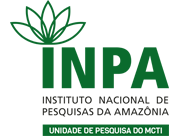 INPA
INSTITUTO NACIONAL DE
PESQUISAS DA AMAZÔNIA
UNIDADE DE PESQUISA DO MCTI